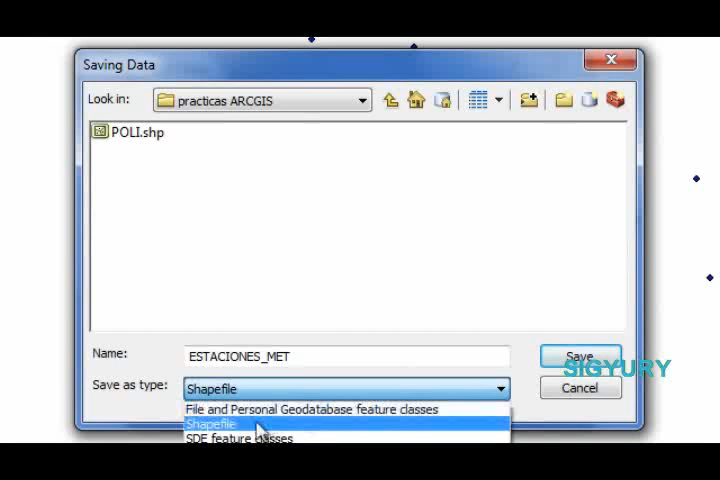 Saving Data
Look in:
practicas ARCGIS
POLI.shp
Name:
ESTACIONES_MET
Save
SIGYURY
Save as type:
Shapefile
Cancel
File and Personal Geodatabase feature classes
Shapefile
SDE feature classes